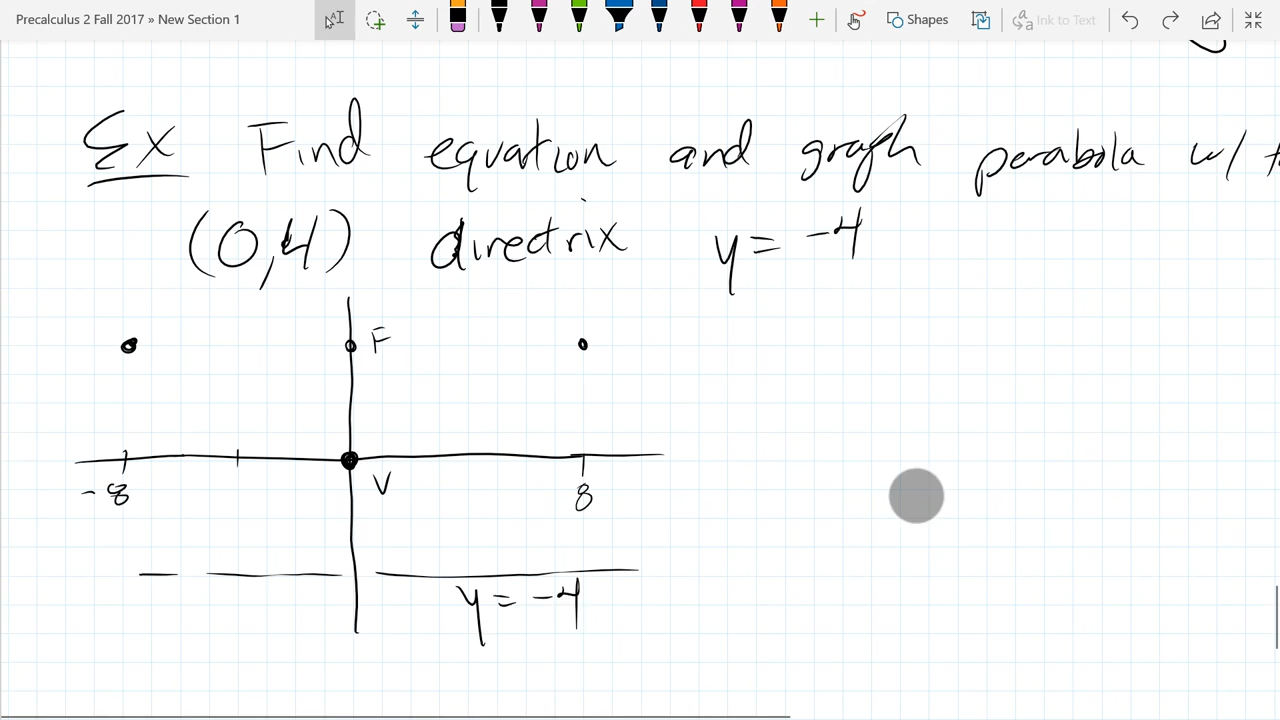 Precalculus 2 Fall 2017 » New Section 1
Shapes
Ink to Text
Ex Find equation and graph parabola w/
(0,4) directrix y = -4
F
-8
V
8
y = -4